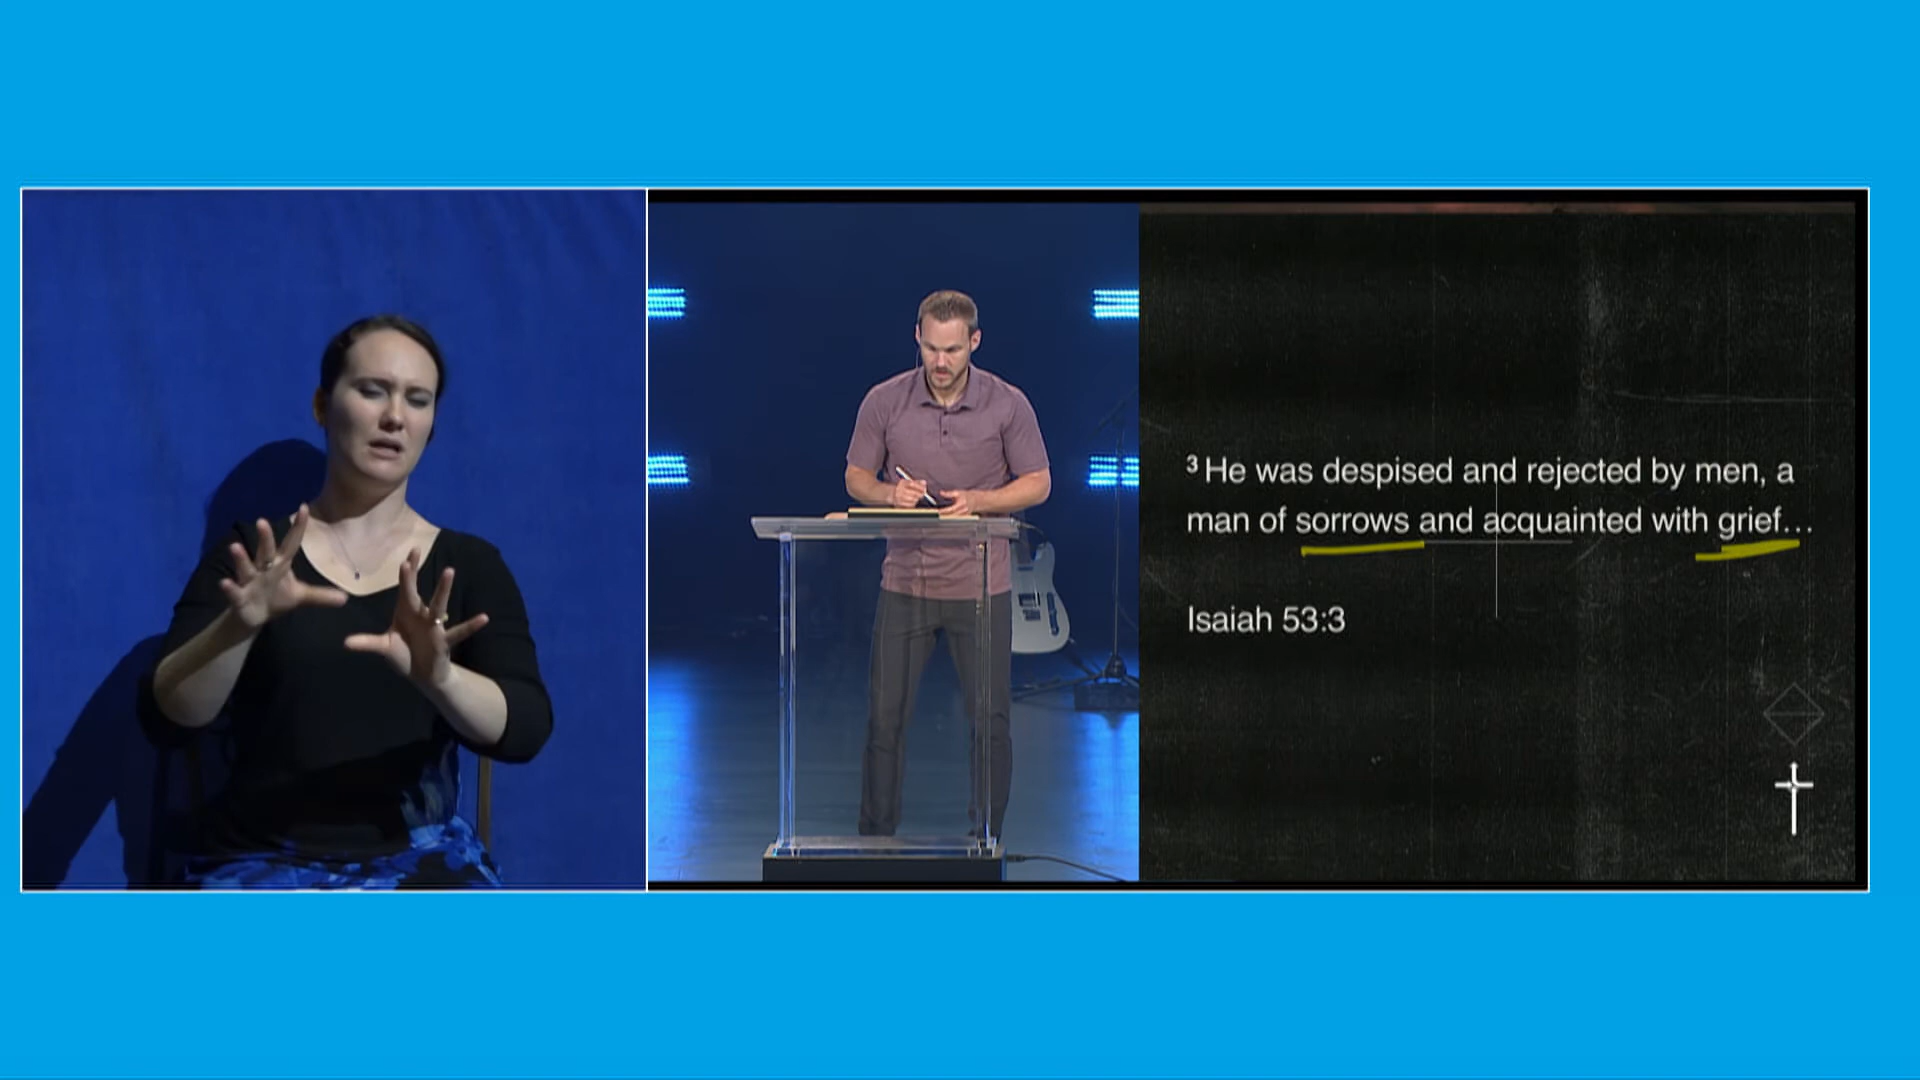 ³ He was despised and rejected by men, a
man of sorrows and acquainted with grief…
Isaiah 53:3